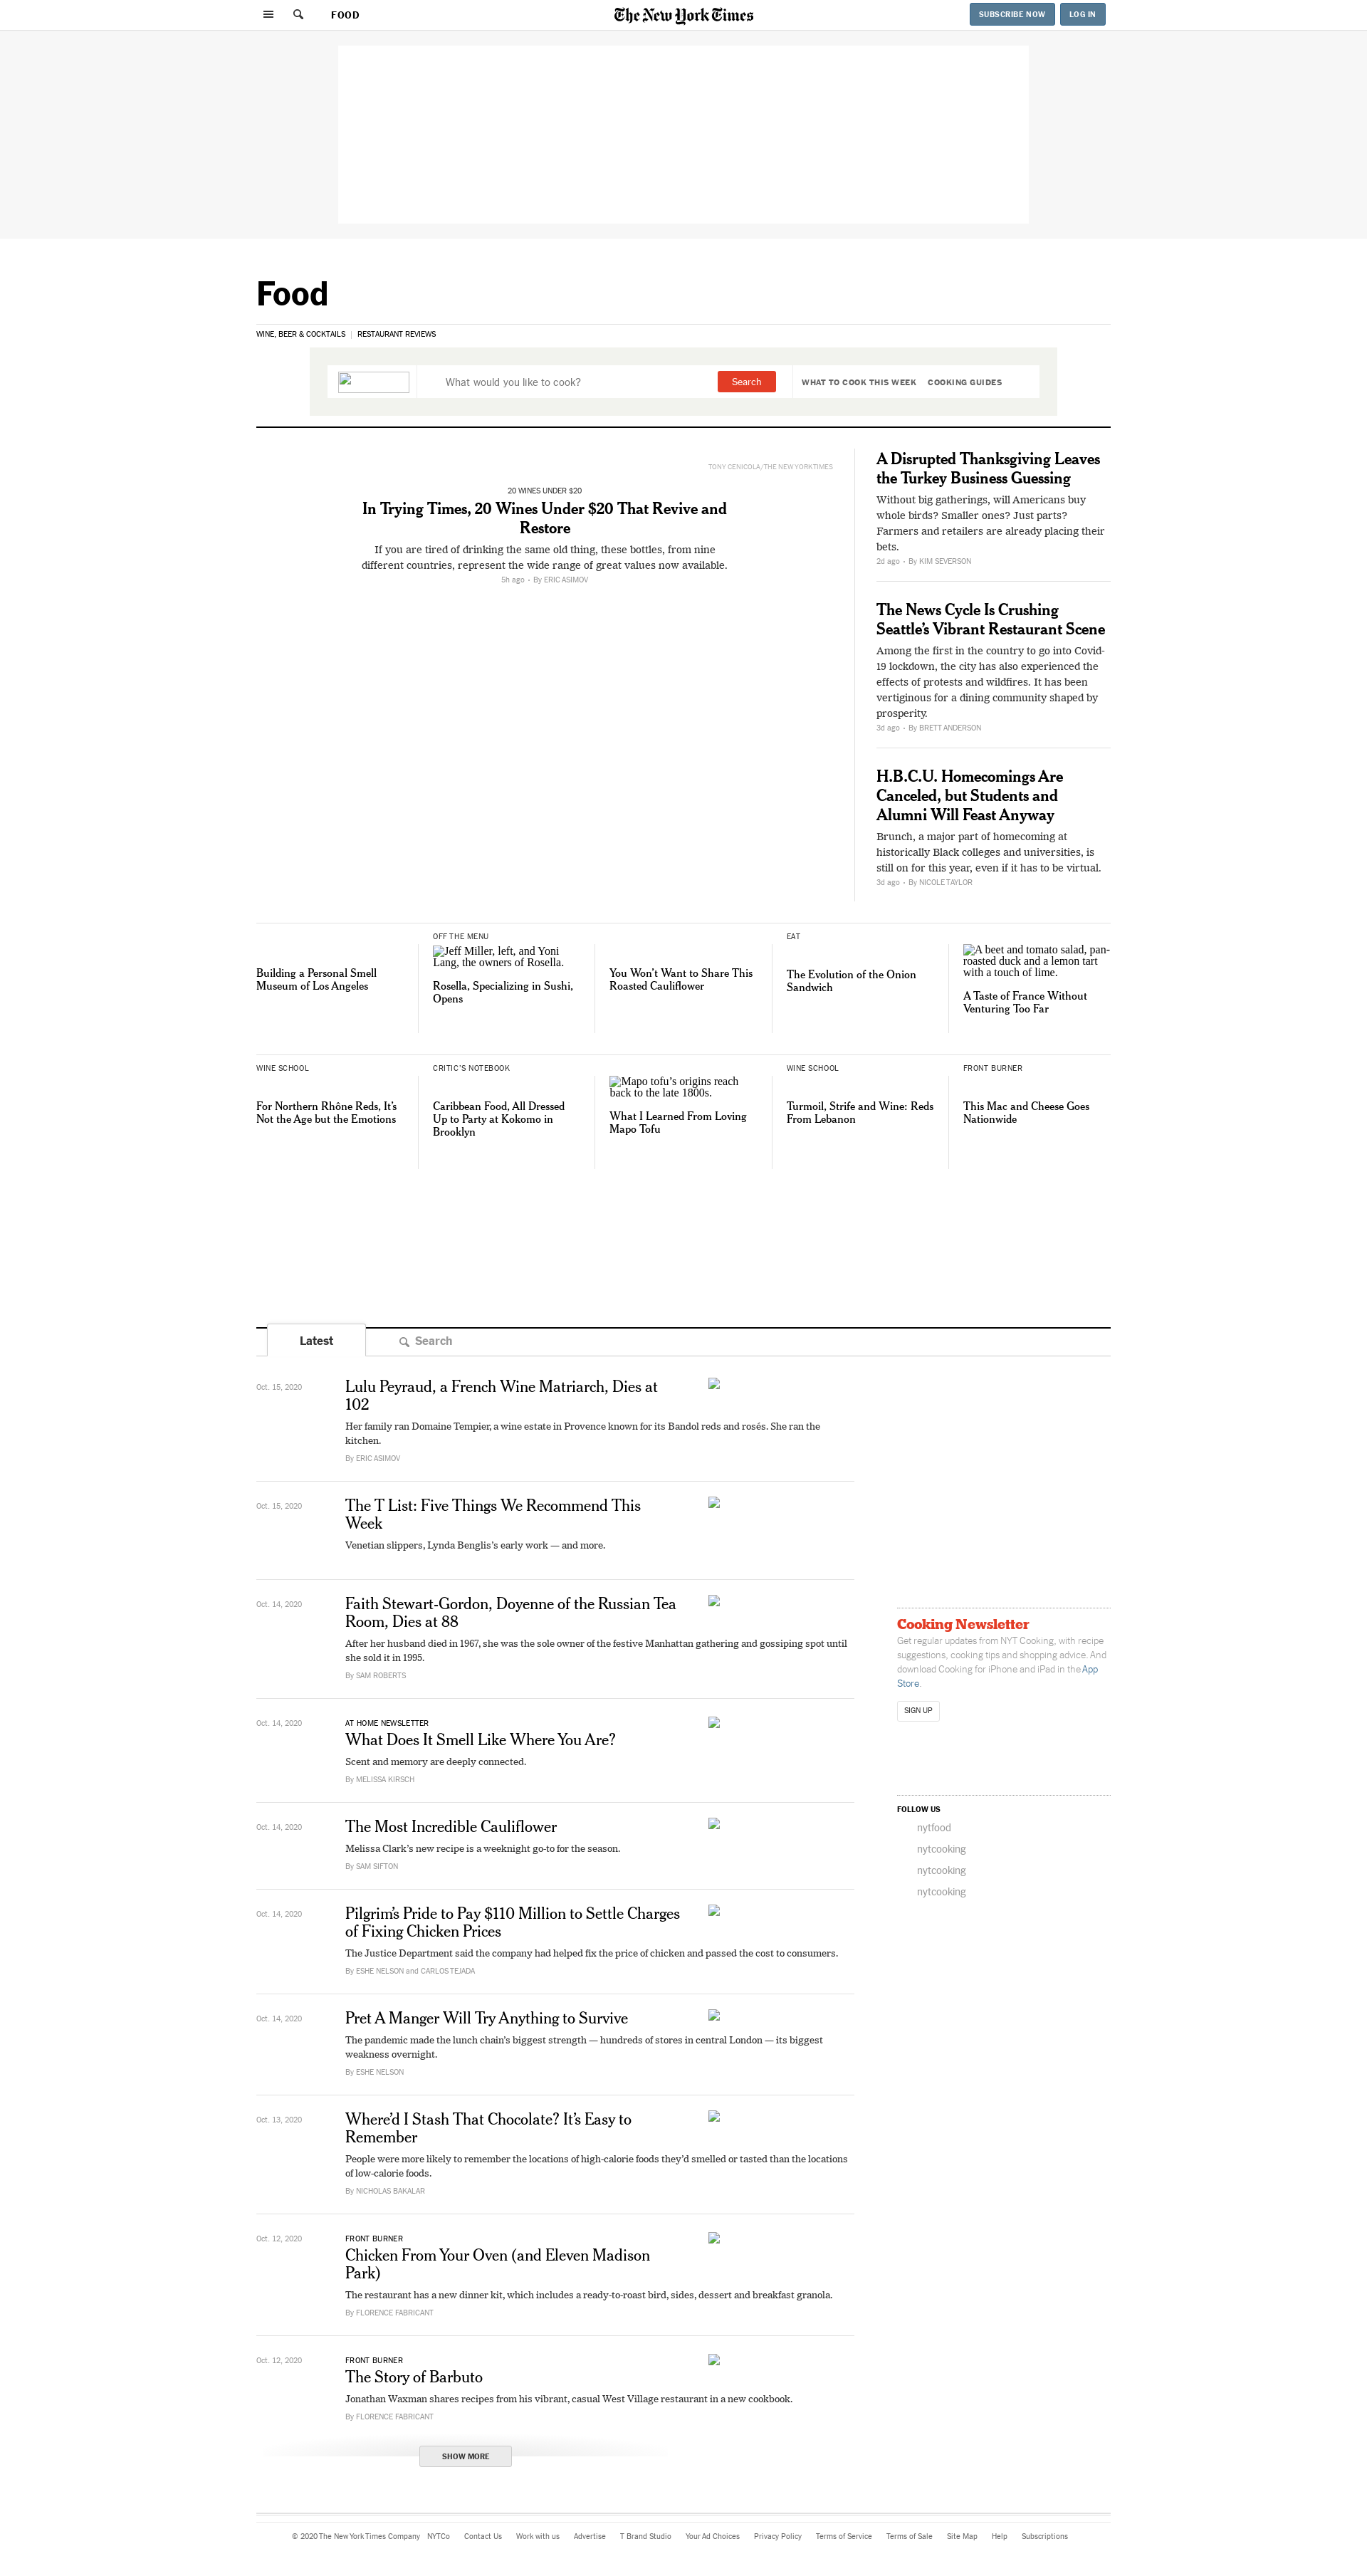 FOOD
The New York Times
SUBSCRIBE NOW
LOG IN
Food
WINE, BEER & COCKTAILS
RESTAURANT REVIEWS
What would you like to cook?
Search
WHAT TO COOK THIS WEEK
COOKING GUIDES
TONY CENICOLA/THE NEW YORK TIMES
20 WINES UNDER $20
In Trying Times, 20 Wines Under $20 That Revive and
Restore
If you are tired of drinking the same old thing, these bottles, from nine
different countries, represent the wide range of great values now available.
5h ago • By ERIC ASIMOV
A Disrupted Thanksgiving Leaves
the Turkey Business Guessing
Without big gatherings, will Americans buy
whole birds? Smaller ones? Just parts?
Farmers and retailers are already placing their
bets.
2d ago • By KIM SEVERSON
The News Cycle Is Crushing
Seattle’s Vibrant Restaurant Scene
Among the first in the country to go into Covid-
19 lockdown, the city has also experienced the
effects of protests and wildfires. It has been
vertiginous for a dining community shaped by
prosperity.
3d ago • By BRETT ANDERSON
H.B.C.U. Homecomings Are
Canceled, but Students and
Alumni Will Feast Anyway
Brunch, a major part of homecoming at
historically Black colleges and universities, is
still on for this year, even if it has to be virtual.
3d ago • By NICOLE TAYLOR
Building a Personal Smell
Museum of Los Angeles
OFF THE MENU
Jeff Miller, left, and Yoni
Lang, the owners of Rosella.
Rosella, Specializing in Sushi,
Opens
You Won’t Want to Share This
Roasted Cauliflower
EAT
The Evolution of the Onion
Sandwich
A beet and tomato salad, pan-
roasted duck and a lemon tart
with a touch of lime.
A Taste of France Without
Venturing Too Far
WINE SCHOOL
For Northern Rhône Reds, It’s
Not the Age but the Emotions
CRITIC’S NOTEBOOK
Caribbean Food, All Dressed
Up to Party at Kokomo in
Brooklyn
Mapo tofu’s origins reach
back to the late 1800s.
What I Learned From Loving
Mapo Tofu
WINE SCHOOL
Turmoil, Strife and Wine: Reds
From Lebanon
FRONT BURNER
This Mac and Cheese Goes
Nationwide
Latest
Search
Oct. 15, 2020
Lulu Peyraud, a French Wine Matriarch, Dies at
102
Her family ran Domaine Tempier, a wine estate in Provence known for its Bandol reds and rosés. She ran the
kitchen.
By ERIC ASIMOV
Oct. 15, 2020
The T List: Five Things We Recommend This
Week
Venetian slippers, Lynda Benglis’s early work — and more.
Oct. 14, 2020
Faith Stewart-Gordon, Doyenne of the Russian Tea
Room, Dies at 88
After her husband died in 1967, she was the sole owner of the festive Manhattan gathering and gossiping spot until
she sold it in 1995.
By SAM ROBERTS
Oct. 14, 2020
AT HOME NEWSLETTER
What Does It Smell Like Where You Are?
Scent and memory are deeply connected.
By MELISSA KIRSCH
Oct. 14, 2020
The Most Incredible Cauliflower
Melissa Clark’s new recipe is a weeknight go-to for the season.
By SAM SIFTON
Oct. 14, 2020
Pilgrim’s Pride to Pay $110 Million to Settle Charges
of Fixing Chicken Prices
The Justice Department said the company had helped fix the price of chicken and passed the cost to consumers.
By ESHE NELSON and CARLOS TEJADA
Oct. 14, 2020
Pret A Manger Will Try Anything to Survive
The pandemic made the lunch chain’s biggest strength — hundreds of stores in central London — its biggest
weakness overnight.
By ESHE NELSON
Oct. 13, 2020
Where’d I Stash That Chocolate? It’s Easy to
Remember
People were more likely to remember the locations of high-calorie foods they’d smelled or tasted than the locations
of low-calorie foods.
By NICHOLAS BAKALAR
Oct. 12, 2020
FRONT BURNER
Chicken From Your Oven (and Eleven Madison
Park)
The restaurant has a new dinner kit, which includes a ready-to-roast bird, sides, dessert and breakfast granola.
By FLORENCE FABRICANT
Oct. 12, 2020
FRONT BURNER
The Story of Barbuto
Jonathan Waxman shares recipes from his vibrant, casual West Village restaurant in a new cookbook.
By FLORENCE FABRICANT
SHOW MORE
Cooking Newsletter
Get regular updates from NYT Cooking, with recipe
suggestions, cooking tips and shopping advice. And
download Cooking for iPhone and iPad in the App
Store.
SIGN UP
FOLLOW US
nytfood
nytcooking
nytcooking
nytcooking
© 2020 The New York Times Company
NYTCo
Contact Us
Work with us
Advertise
T Brand Studio
Your Ad Choices
Privacy Policy
Terms of Service
Terms of Sale
Site Map
Help
Subscriptions